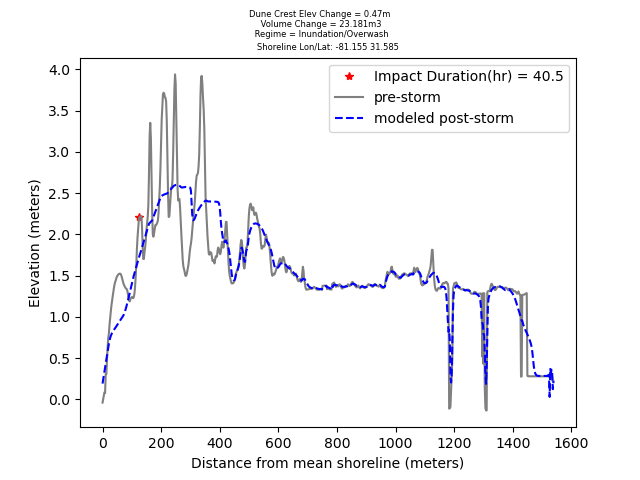 Dune Crest Elev Change = 0.47m
Volume Change = 23.181m3
Regime = Inundation/Overwash
Shoreline Lon/Lat: -81.155 31.585
Impact Duration(hr) = 40.5
pre-storm
modeled post-storm
Elevation (meters)
4.0
3.5
3.0
2.5
2.0
1.5
1.0
0.5
0.0
0 200 400 600 800 1000 1200 1400 1600
Distance from mean shoreline (meters)